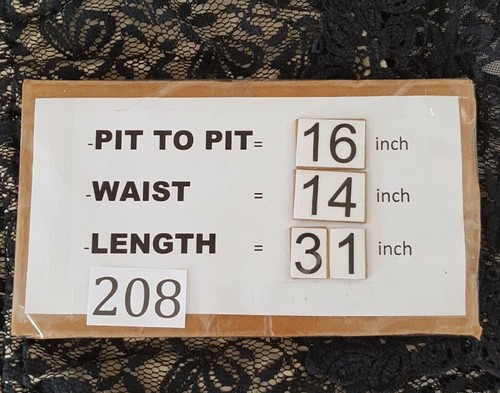 -PIT TO PIT= 16 inch
-WAIST = 14 inch
-LENGTH = 31 inch
208